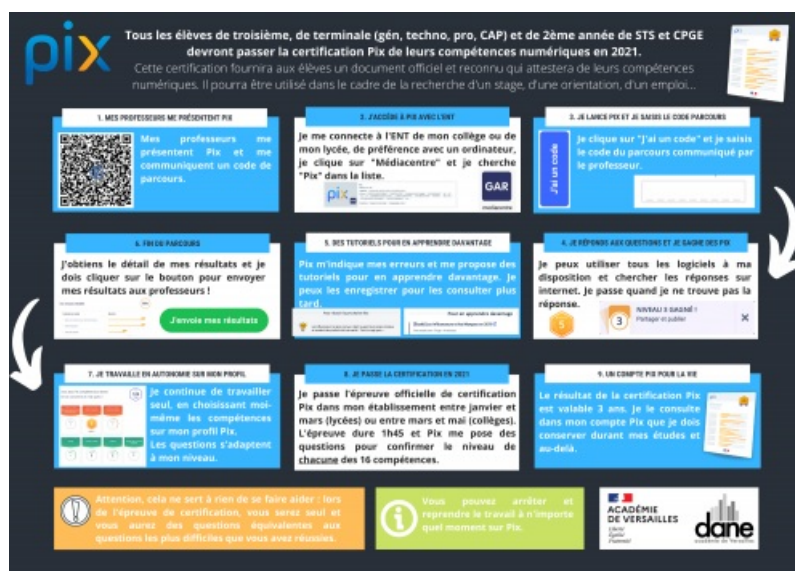 pix
Tous les élèves de troisième, de terminale (gén, techno, pro, CAP) et de 2ème année de STS et CPGE
devront passer la certification Pix de leurs compétences numériques en 2021.
Cette certification fournira aux élèves un document officiel et reconnu qui attestera de leurs compétences
numériques. Il pourra être utilisé dans le cadre de la recherche d'un stage, d'une orientation, d'un emploi...
1. MES PROFESSEURS ME PRÉSENTENT PIX
Mes professeurs me
présentent Pix et me
communiquent un code de
parcours.
2. J'ACCÈDE À PIX AVEC L'ENT
Je me connecte à l'ENT de mon collège ou de
mon lycée, de préférence avec un ordinateur,
je clique sur "Médiacentre" et je cherche
"Pix" dans la liste.
pix
GAR
médiacentre
3. JE LANCE PIX ET JE SAISIS LE CODE PARCOURS
J'ai un code
Je clique sur "J'ai un code" et je saisis
le code du parcours communiqué par
le professeur.
6. FIN DU PARCOURS
J'obtiens le détail de mes résultats et je
dois cliquer sur le bouton pour envoyer
mes résultats aux professeurs !
J'envoie mes résultats
5. DES TUTORIELS POUR EN APPRENDRE DAVANTAGE
Pix m'indique mes erreurs et me propose des
tutoriels pour en apprendre davantage. Je
peux les enregistrer pour les consulter plus
tard.
Pour en apprendre davantage
4. JE RÉPONDS AUX QUESTIONS ET JE GAGNE DES PIX
Je peux utiliser tous les logiciels à ma
disposition et chercher les réponses sur
internet. Je passe quand je ne trouve pas la
réponse.
5
3
NIVEAU 3 GAGNÉ !
Partager et publier
7. JE TRAVAILLE EN AUTONOMIE SUR MON PROFIL
Je continue de travailler
seul, en choisissant moi-
même les compétences
sur mon profil Pix.
Les questions s'adaptent
à mon niveau.
8. JE PASSE LA CERTIFICATION EN 2021
Je passe l'épreuve officielle de certification
Pix dans mon établissement entre janvier et
mars (lycées) ou entre mars et mai (collèges).
L'épreuve dure 1h45 et Pix me pose des
questions pour confirmer le niveau de
chacune des 16 compétences.
9. UN COMPTE PIX POUR LA VIE
Le résultat de la certification Pix
est valable 3 ans. Je le consulte
dans mon compte Pix que je dois
conserver durant mes études et
au-delà.
Attention, cela ne sert à rien de se faire aider : lors
de l'épreuve de certification, vous serez seul et
vous aurez des questions équivalentes aux
questions les plus difficiles que vous avez réussies.
Vous pouvez arrêter et
reprendre le travail à n'importe
quel moment sur Pix.
ACADÉMIE
DE VERSAILLES
Liberté
Égalité
Fraternité
dane
académie de Versailles